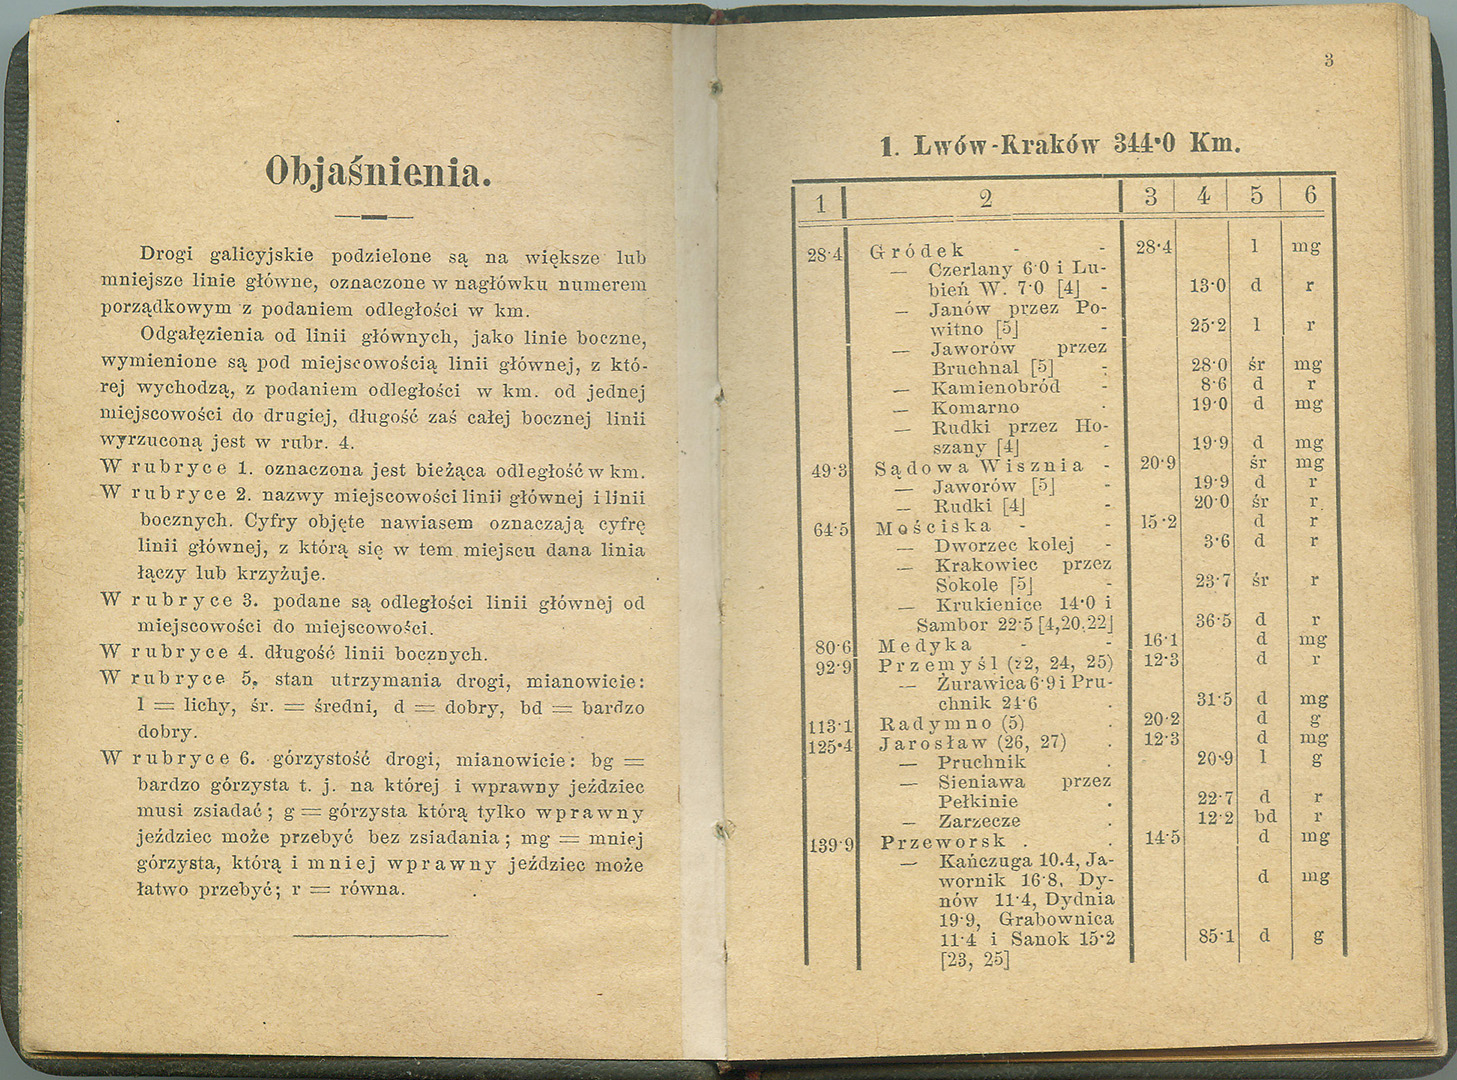 Objaśnienia.
Drogi galicyjskie podzielone są na większe lub
mniejsze linie główne, oznaczone w nagłówku numerem
porządkowym z podaniem odległości w km.
Odgałęzienia od linii głównych, jako linie boczne,
wymienione są pod miejscowością linii głównej, z któ-
rej wychodzą, z podaniem odległości w km. od jednej
miejscowości do drugiej, długość zaś całej bocznej linii
wyrzuconą jest w rubr. 4.
W rubryce 1. oznaczona jest bieżąca odległość w km.
W rubryce 2. nazwy miejscowości linii głównej i linii
bocznych. Cyfry objęte nawiasem oznaczają cyfrę
linii głównej, z którą się w tem miejscu dana linia
łączy lub krzyżuje.
W rubryce 3. podane są odległości linii głównej od
miejscowości do miejscowości.
W rubryce 4. długość linii bocznych.
W rubryce 5. stan utrzymania drogi, mianowicie:
l = lichy, śr. = średni, d = dobry, bd = bardzo
dobry.
W rubryce 6. górzystość drogi, mianowicie: bg =
bardzo górzysta t. j. na której i wprawny jeździec
musi zsiadać; g = górzysta którą tylko wprawny
jeździec może przebyć bez zsiadania; mg = mniej
górzysta, którą i mniej wprawny jeździec może
łatwo przebyć; r = równa.
3
1. Lwów-Kraków 344·0 Km.
1 2 3 4 5 6
28·4 Gródek - - 28·4 l mg
— Czerlany 6·0 i Lu-
bień W. 7·0 [4] - 13·0 d r
— Janów przez Po-
witno [5] - 25·2 l r
— Jaworów przez
Bruchnal [5] - 28·0 śr mg
— Kamienobród - 8·6 d r
— Komarno · 19·0 d mg
— Rudki przez Ho-
szany [4] - 19·9 d mg
49·3 Sądowa Wisznia - 20·9 śr mg
— Jaworów [5] - 19·9 d r
— Rudki [4] - 20·0 śr r
64·5 Mościska - - 15·2 d r
— Dworzec kolej - 3·6 d r
— Krakowiec przez
Sokolę [5] - 23·7 śr r
— Krukienice 14·0 i
Sambor 22·5 [4,20,22] 36·5 d r
80·6 Medyka - - 16·1 d mg
92·9 Przemyśl (22, 24, 25) 12·3 d r
— Żurawica 6·9 i Pru-
chnik 24·6 . 31·5 d mg
113·1 Radymno (5) . 20·2 d g
125·4 Jarosław (26, 27) . 12·3 d mg
— Pruchnik . 20·9 l g
— Sieniawa przez
Pełkinie . 22·7 d r
— Zarzecze . 12·2 bd r
139·9 Przeworsk . . 14·5 d mg
— Kańczuga 10.4, Ja-
wornik 16·8, Dy- d mg
nów 11·4, Dydnia
19·9, Grabownica
11·4 i Sanok 15·2 85·1 d g
[23, 25]